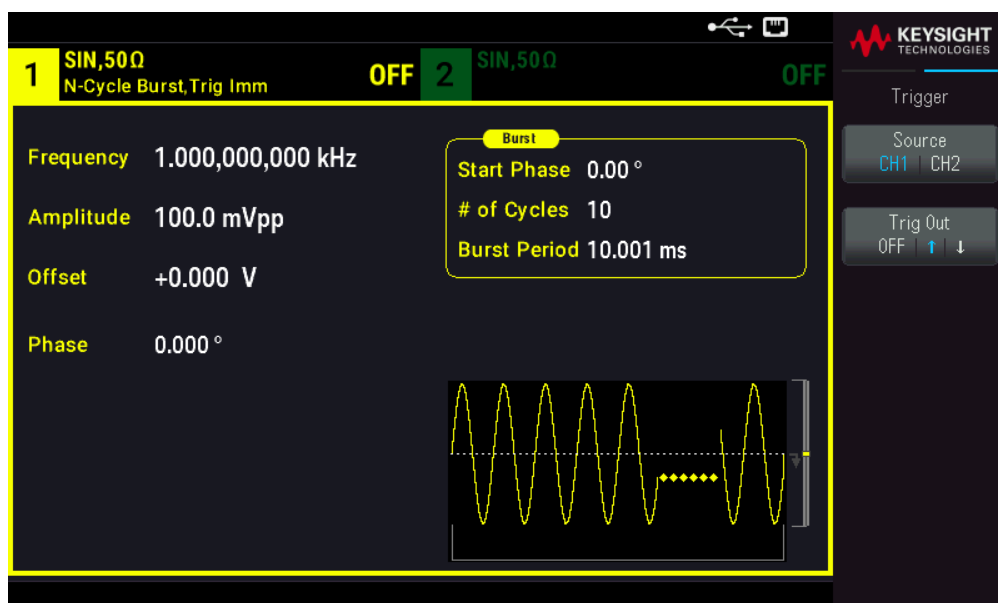 KEYSIGHT
TECHNOLOGIES
1
SIN,50Ω
N-Cycle Burst,Trig Imm
OFF
2
SIN,50Ω
OFF
Frequency 1.000,000,000 kHz
Amplitude 100.0 mVpp
Offset +0.000 V
Phase 0.000 °
Burst
Start Phase 0.00 °
# of Cycles 10
Burst Period 10.001 ms
Trigger
Source
CH1 | CH2
Trig Out
OFF | ↑ | ↓